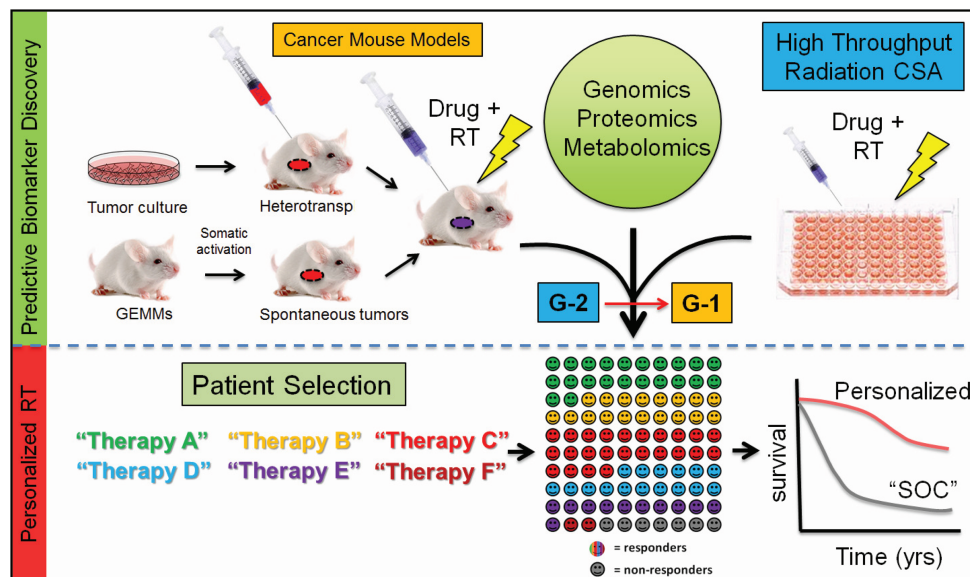 Predictive Biomarker Discovery
Cancer Mouse Models
High Throughput
Radiation CSA
Genomics
Proteomics
Metabolomics
Drug +
RT
Drug +
RT
Tumor culture
Heterotransp
Somatic
activation
GEMMs
Spontaneous tumors
G-2
G-1
Personalized RT
Patient Selection
“Therapy A” “Therapy B” “Therapy C”
“Therapy D” “Therapy E” “Therapy F”
= responders
= non-responders
Personalized
“SOC”
survival
Time (yrs)